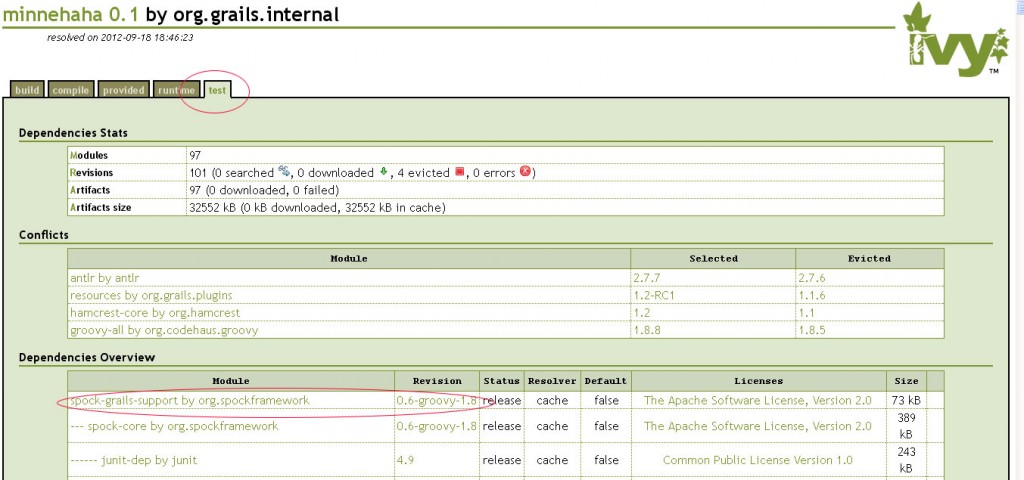 minnehaha 0.1 by org.grails.internal
resolved on 2012-09-18 18:46:23
ivy TM
build compile provided runtime test
Dependencies Stats
Modules 97
Revisions 101 (0 searched , 0 downloaded , 4 evicted , 0 errors )
Artifacts 97 (0 downloaded, 0 failed)
Artifacts size 32552 kB (0 kB downloaded, 32552 kB in cache)
Conflicts
Module Selected Evicted
antlr by antlr 2.7.7 2.7.6
resources by org.grails.plugins 1.2-RC1 1.1.6
hamcrest-core by org.hamcrest 1.2 1.1
groovy-all by org.codehaus.groovy 1.8.8 1.8.5
Dependencies Overview
Module Revision Status Resolver Default Licenses Size
spock-grails-support by org.spockframework 0.6-groovy-1.8 release cache false The Apache Software License, Version 2.0 73 kB
--- spock-core by org.spockframework 0.6-groovy-1.8 release cache false The Apache Software License, Version 2.0 389 kB
------ junit-dep by junit 4.9 release cache false Common Public License Version 1.0 243 kB